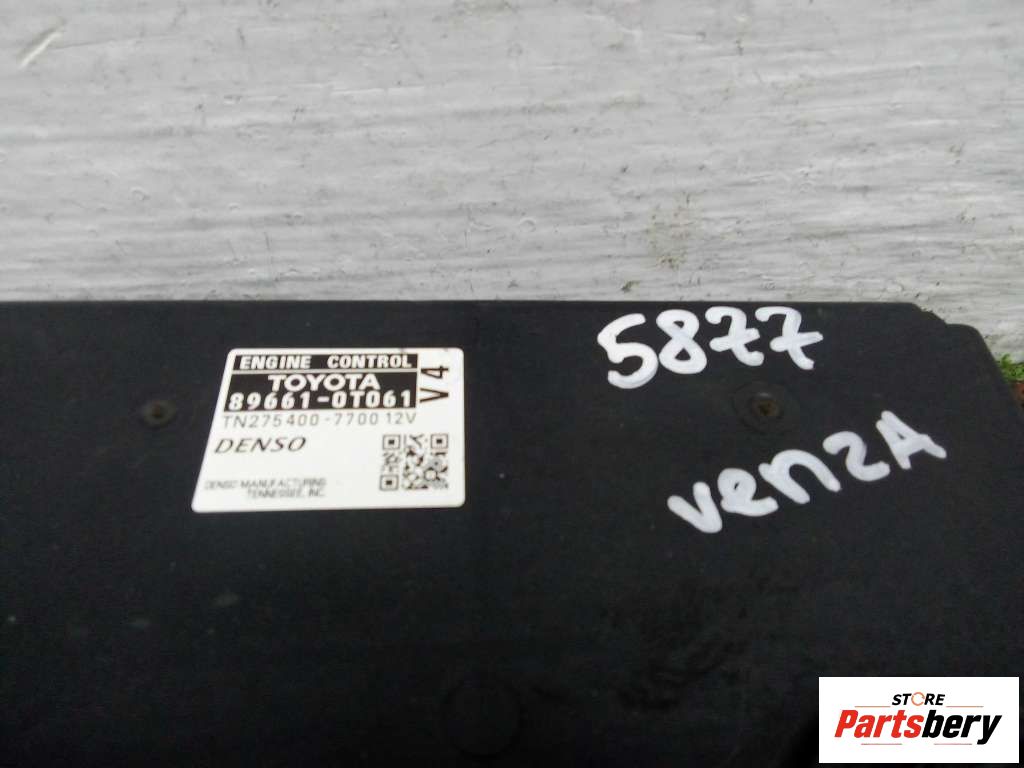 ENGINE CONTROL
TOYOTA
89661-0T061
V4
TN275400-7700 12V
DENSO
DENSO MANUFACTURING
TENNESSEE, INC.
5877
venzA
STORE
Partsbery